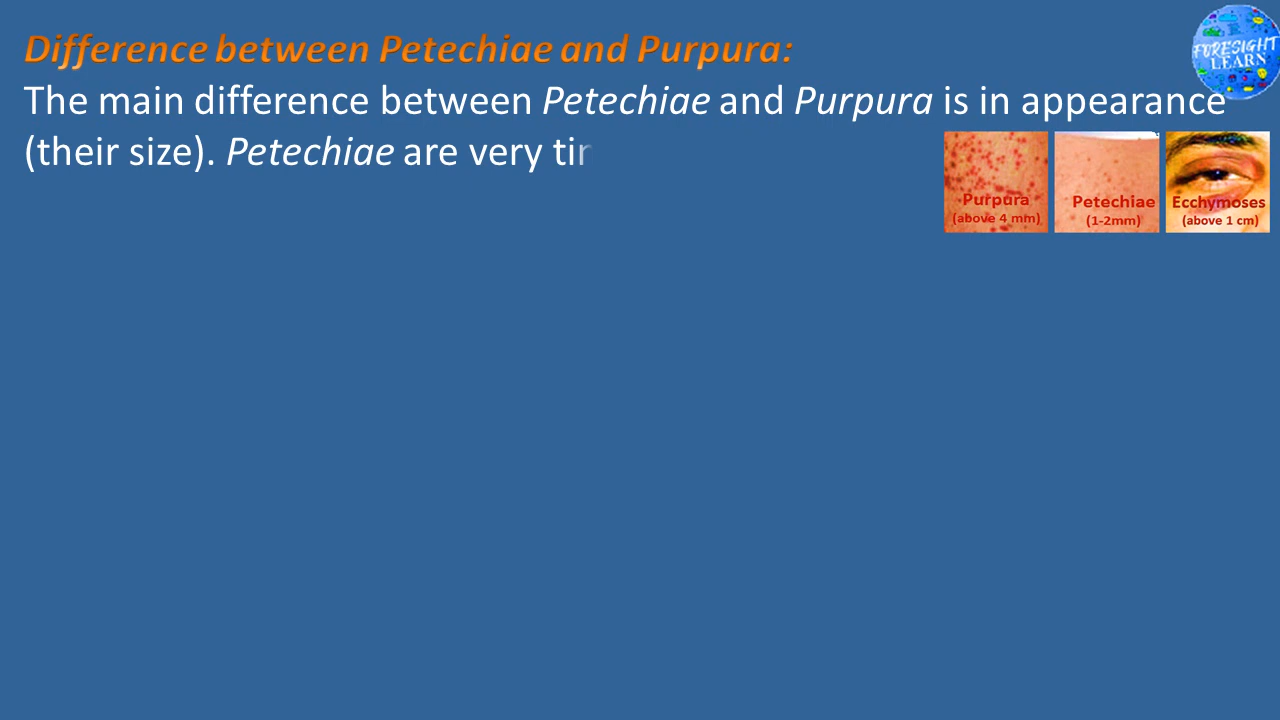 Difference between Petechiae and Purpura:
The main difference between Petechiae and Purpura is in appearance
(their size). Petechiae are very
FORESIGHT
LEARN
Purpura
(above 4 mm)
Petechiae
(1-2mm)
Ecchymoses
(above 1 cm)